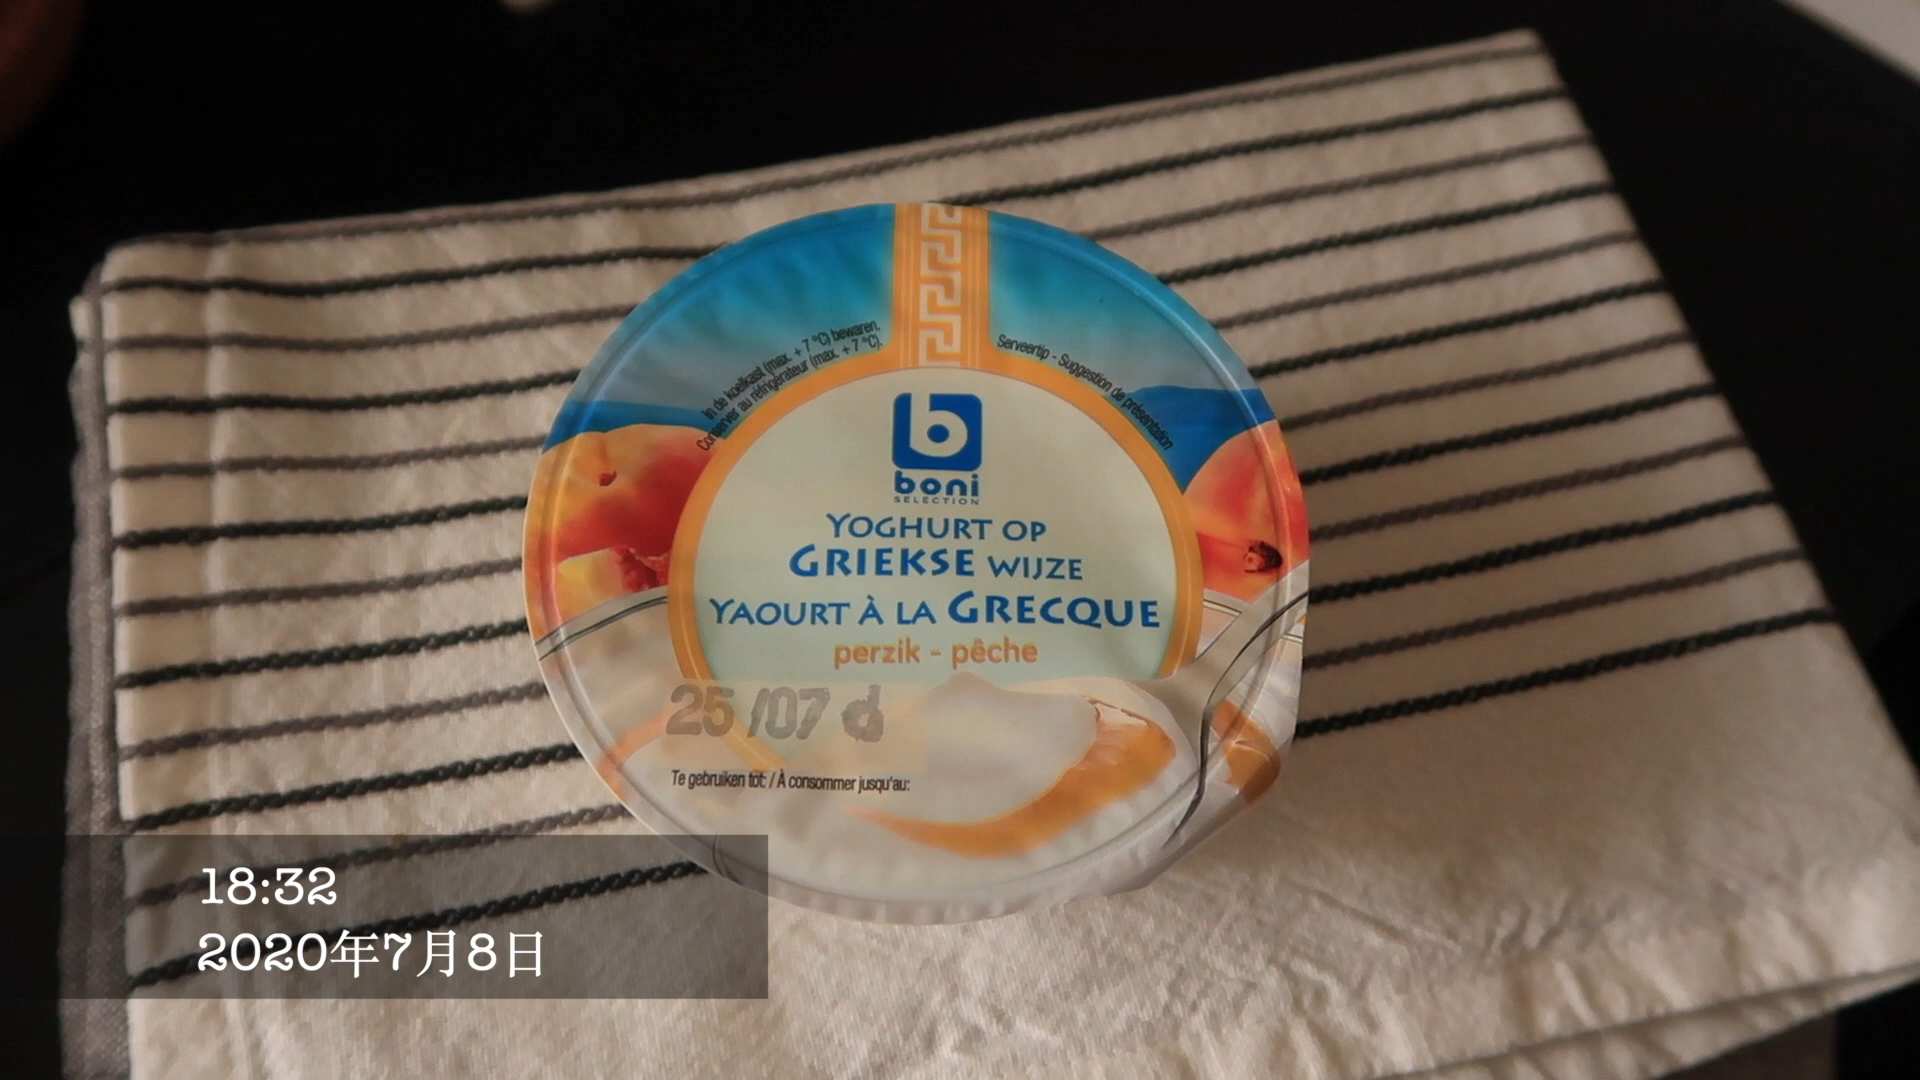 In de koelkast (max. + 7 °C) bewaren.
Conserver au réfrigérateur (max. + 7 °C).
Serveertip - Suggestion de présentation
b
boni
SELECTION
YOGHURT OP
GRIEKSE WIJZE
YAOURT À LA GRECQUE
perzik - pêche
25/07 d
Te gebruiken tot: / À consommer jusqu'au:
18:32
2020年7月8日